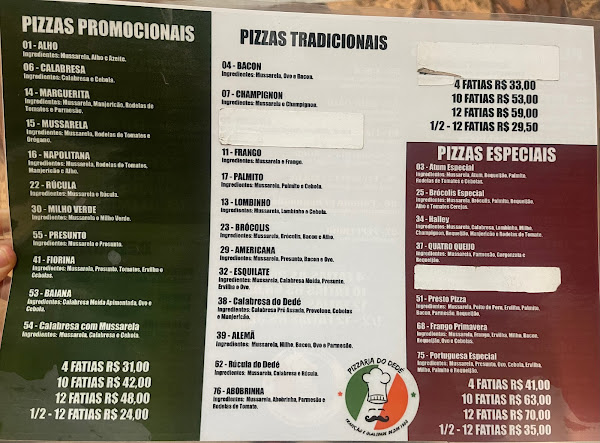 PIZZAS PROMOCIONAIS
01 - ALHO
Ingredientes: Mussarela, Alho e Azeite.
06 - CALABRESA
Ingredientes: Calabresa e Cebola.
14 - MARGUERITA
Ingredientes: Mussarela, Manjericão, Rodelas de
Tomates e Parmesão.
15 - MUSSARELA
Ingredientes: Mussarela, Rodelas de Tomates e
Orégano.
16 - NAPOLITANA
Ingredientes: Mussarela, Rodelas de Tomates,
Manjericão e Alho.
22 - RÚCULA
Ingredientes: Mussarela e Rúcula.
30 - MILHO VERDE
Ingredientes: Mussarela e Milho Verde.
55 - PRESUNTO
Ingredientes: Mussarela e Presunto.
41 - FIORINA
Ingredientes: Mussarela, Presunto, Tomates, Ervilha e
Cebolas.
53 - BAIANA
Ingredientes: Calabresa Moída Apimentada, Ovo e
Cebola.
54 - Calabresa com Mussarela
Ingredientes: Mussarela, Calabresa e Cebola.
4 FATIAS R$ 31,00
10 FATIAS R$ 42,00
12 FATIAS R$ 48,00
1/2 - 12 FATIAS R$ 24,00
PIZZAS TRADICIONAIS
04 - BACON
Ingredientes: Mussarela, Ovo e Bacon.
07 - CHAMPIGNON
Ingredientes: Mussarela e Champignon.
11 - FRANGO
Ingredientes: Mussarela e Frango.
17 - PALMITO
Ingredientes: Mussarela, Palmito e Cebola.
13 - LOMBINHO
Ingredientes: Mussarela, Lombinho e Cebola.
23 - BRÓCOLIS
Ingredientes: Mussarela, Brócolis, Bacon e Alho.
29 - AMERICANA
Ingredientes: Mussarela, Presunto, Bacon e Ovo.
32 - ESQUILATE
Ingredientes: Mussarela, Calabresa Moída, Presunto,
Ervilha e Ovo.
38 - Calabresa do Dedé
Ingredientes: Calabresa Pré Assada, Provolone, Cebolas
e Manjericão.
39 - ALEMÃ
Ingredientes: Mussarela, Milho, Bacon, Ovo e Parmesão.
62 - Rúcula do Dedé
Ingredientes: Mussarela, Calabresa e Rúcula.
76 - ABOBRINHA
Ingredientes: Mussarela, Abobrinha, Parmesão e
Rodelas de Tomate.
PIZZARIA DO DEDÉ
TRADIÇÃO E QUALIDADE DESDE
4 FATIAS R$ 33,00
10 FATIAS R$ 53,00
12 FATIAS R$ 59,00
1/2 - 12 FATIAS R$ 29,50
PIZZAS ESPECIAIS
03 - Atum Especial
Ingredientes: Mussarela, Atum, Requeijão, Palmito,
Rodelas de Tomates e Cebolas.
25 - Brócolis Especial
Ingredientes: Mussarela, Palmito, Brócolis, Requeijão,
Alho e Tomates Cerejas.
34 - Halley
Ingredientes: Mussarela, Calabresa, Lombinho, Milho,
Champignon, Requeijão, Manjericão e Rodelas de Tomate.
37 - QUATRO QUEIJO
Ingredientes: Mussarela, Parmesão, Gorgonzola e
Requeijão.
51 - Presto Pizza
Ingredientes: Mussarela, Peito de Peru, Ervilha, Palmito,
Bacon, Parmesão, Requeijão.
68 - Frango Primavera
Ingredientes: Mussarela, Frango, Ervilha, Milho, Bacon,
Requeijão, Ovo e Cebolas.
75 - Portuguesa Especial
Ingredientes: Mussarela, Presunto, Ovo, Cebola, Ervilha,
Milho, Palmito e Requeijão.
4 FATIAS R$ 41,00
10 FATIAS R$ 63,00
12 FATIAS R$ 70,00
1/2 - 12 FATIAS R$ 35,00